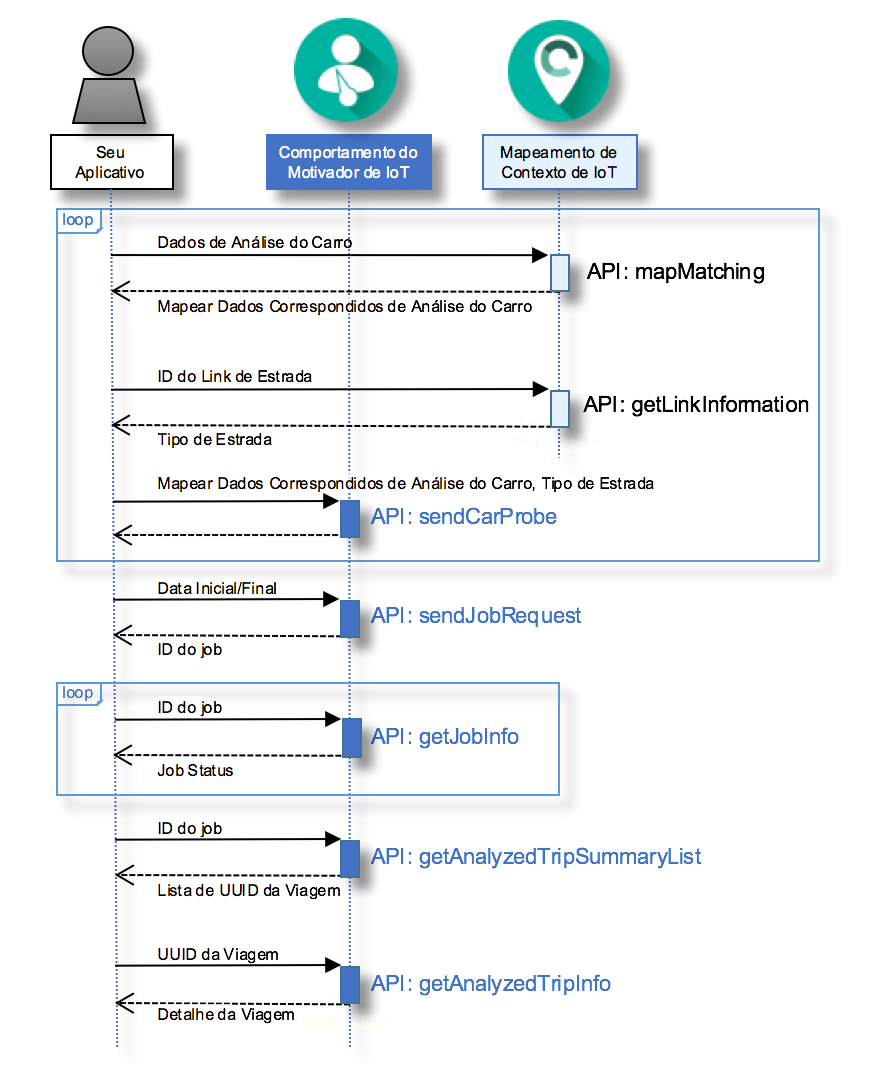 Seu
Aplicativo
Comportamento do
Motivador de IoT
Mapeamento de
Contexto de IoT
loop
Dados de Análise do Carro
API: mapMatching
Mapear Dados Correspondidos de Análise do Carro
ID do Link de Estrada
API: getLinkInformation
Tipo de Estrada
Mapear Dados Correspondidos de Análise do Carro, Tipo de Estrada
API: sendCarProbe
Data Inicial/Final
API: sendJobRequest
ID do job
loop
ID do job
API: getJobInfo
Job Status
ID do job
API: getAnalyzedTripSummaryList
Lista de UUID da Viagem
UUID da Viagem
API: getAnalyzedTripInfo
Detalhe da Viagem